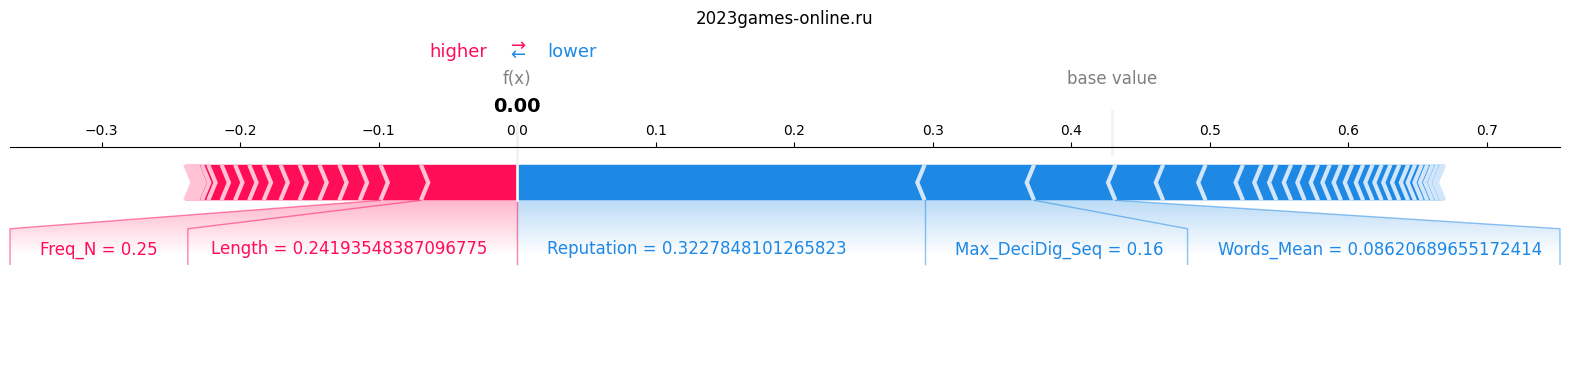 2023games-online.ru
higher ⇄ lower
f(x) base value
0.00
−0.3 −0.2 −0.1 0.0 0.1 0.2 0.3 0.4 0.5 0.6 0.7
Freq_N = 0.25 Length = 0.24193548387096775 Reputation = 0.3227848101265823 Max_DeciDig_Seq = 0.16 Words_Mean = 0.08620689655172414